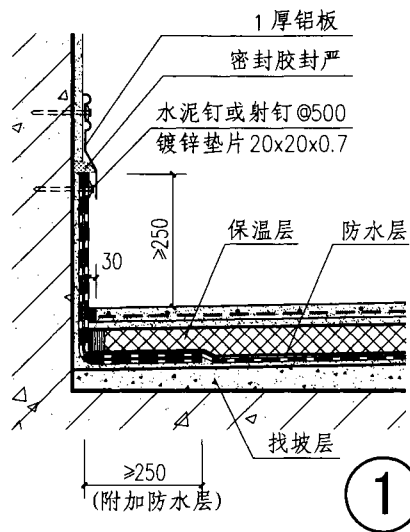 1厚铝板
密封胶封严
水泥钉或射钉@500
镀锌垫片20x20x0.7
≥250
30
保温层
防水层
找坡层
≥250
(附加防水层)
1